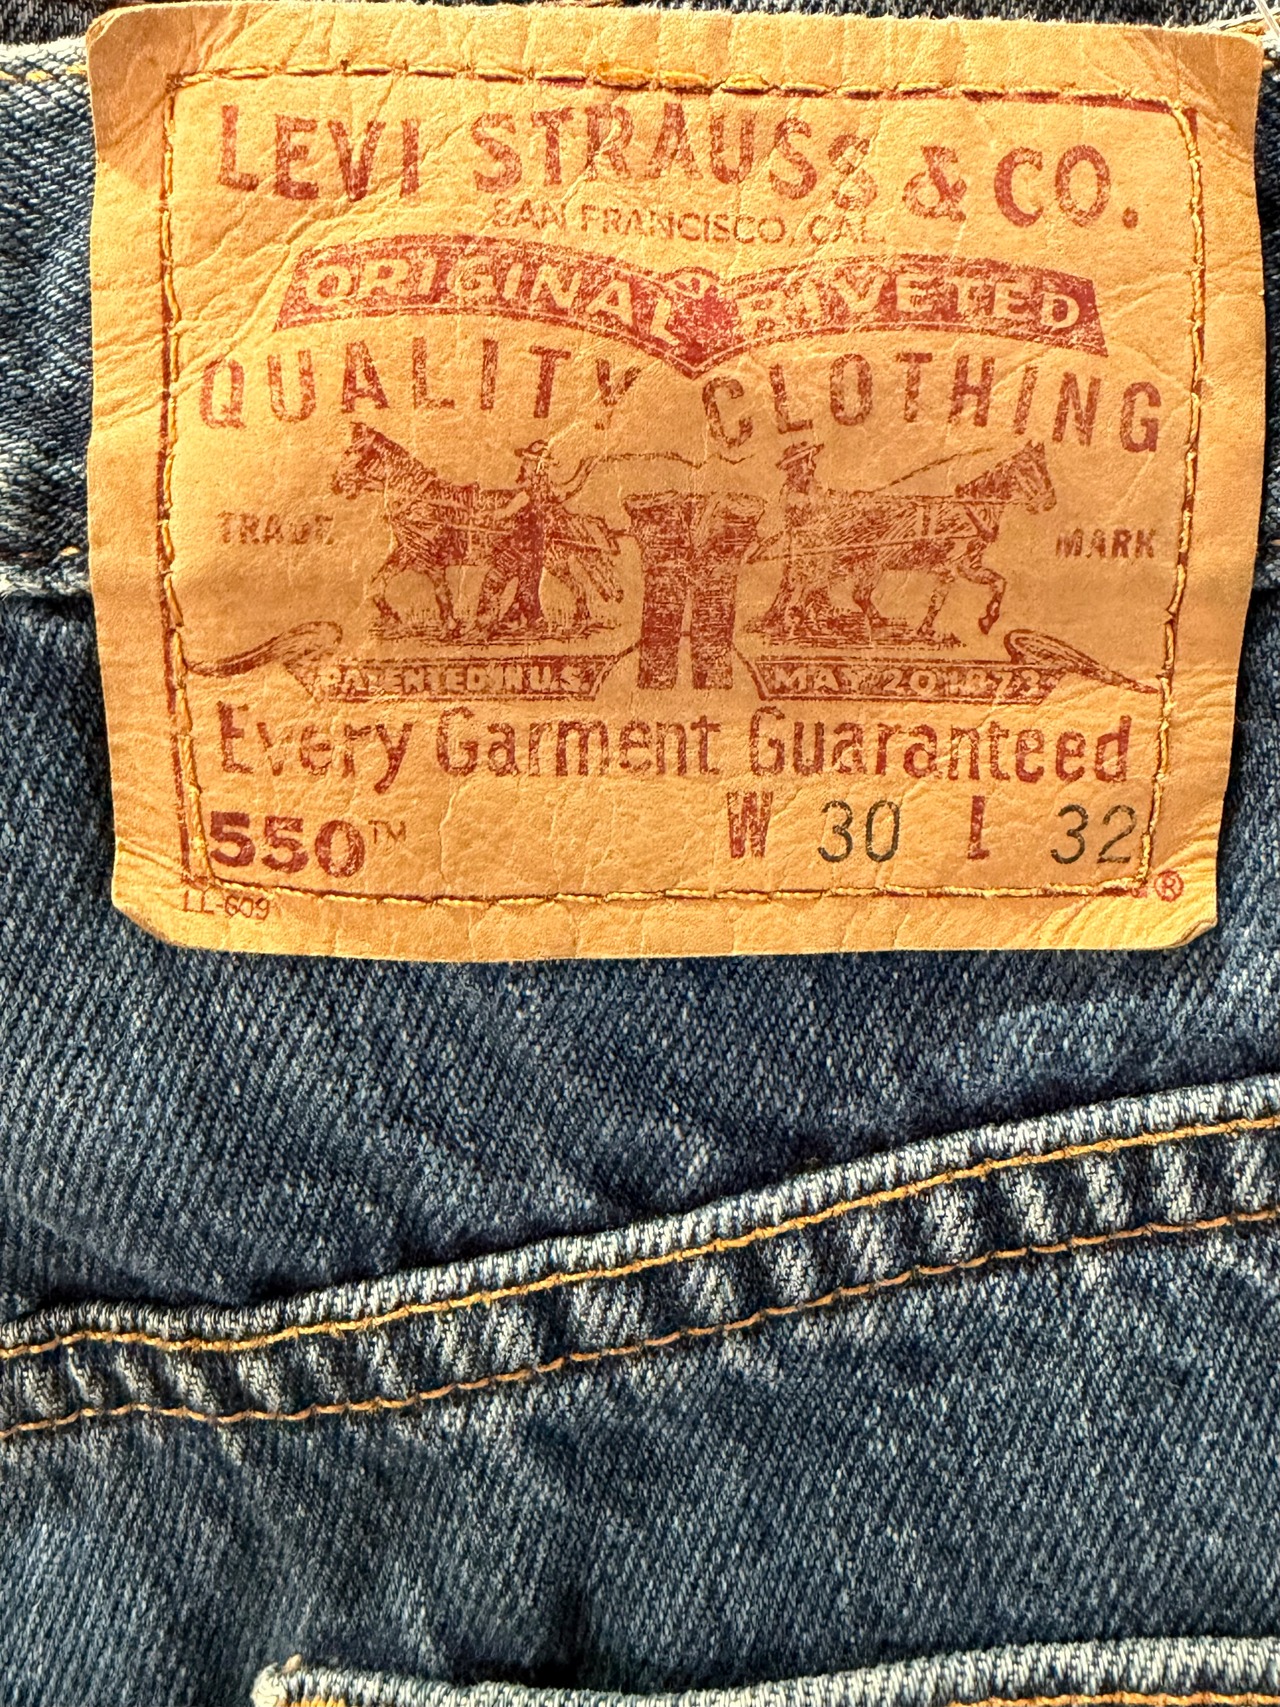 LEVI STRAUSS & CO.
SAN FRANCISCO, CAL.
ORIGINAL RIVETED
QUALITY CLOTHING
TRADE MARK
PATENTED IN U.S. MAY 20 1873
Every Garment Guaranteed
550™ W 30 L 32
LL-609 ®